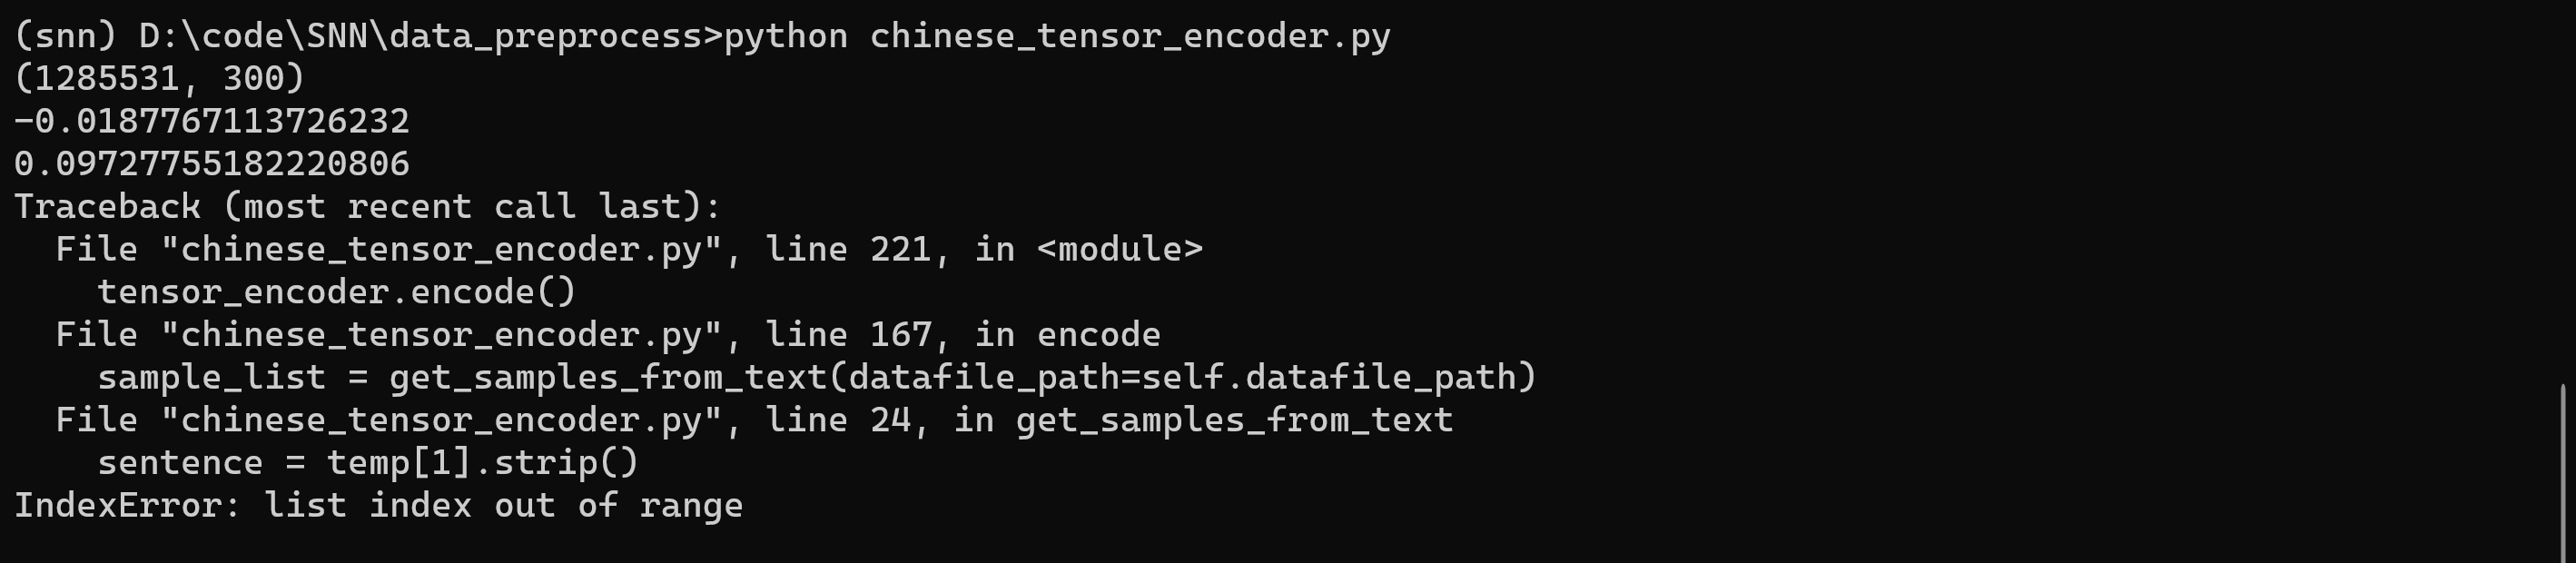 (snn) D:\code\SNN\data_preprocess>python chinese_tensor_encoder.py
(1285531, 300)
-0.0187767113726232
0.09727755182220806
Traceback (most recent call last):
  File "chinese_tensor_encoder.py", line 221, in <module>
    tensor_encoder.encode()
  File "chinese_tensor_encoder.py", line 167, in encode
    sample_list = get_samples_from_text(datafile_path=self.datafile_path)
  File "chinese_tensor_encoder.py", line 24, in get_samples_from_text
    sentence = temp[1].strip()
IndexError: list index out of range